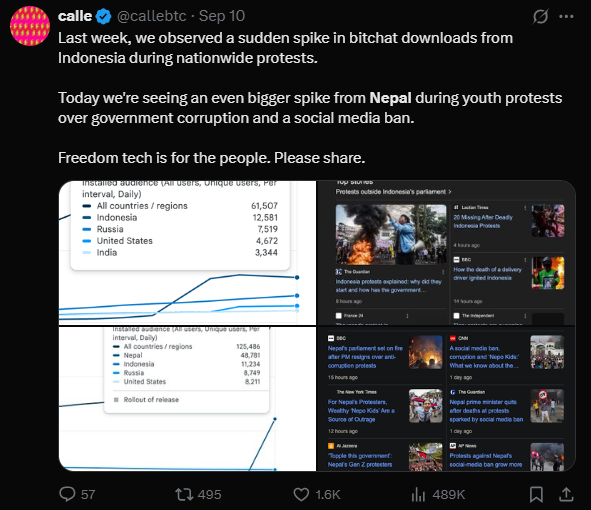 calle @callebtc · Sep 10
Last week, we observed a sudden spike in bitchat downloads from
Indonesia during nationwide protests.
Today we're seeing an even bigger spike from Nepal during youth protests
over government corruption and a social media ban.
Freedom tech is for the people. Please share.
Installed audience (All users, Unique users, Per
interval, Daily)
All countries / regions 61,507
Indonesia 12,581
Russia 7,519
United States 4,672
India 3,344
Top stories
Protests outside Indonesia's parliament >
The Guardian
Indonesia protests explained: why did they
start and how has the government…
8 hours ago
France 24
Laotian Times
20 Missing After Deadly
Indonesia Protests
4 hours ago
BBC
How the death of a delivery
driver ignited Indonesia
14 hours ago
The Independent
Installed audience (All users, Unique users, Per
interval, Daily)
All countries / regions 125,486
Nepal 48,781
Indonesia 11,234
Russia 8,749
United States 8,211
Rollout of release
BBC
Nepal's parliament set on fire
after PM resigns over anti-
corruption protests
15 hours ago
CNN
A social media ban,
corruption and 'Nepo Kids:'
What we know about the...
1 day ago
The New York Times
For Nepal's Protesters,
Wealthy 'Nepo Kids' Are a
Source of Outrage
12 hours ago
The Guardian
Nepal prime minister quits
after deaths at protests
sparked by social media ban
1 day ago
Al Jazeera
'Topple this government':
Nepal's Gen Z protesters
AP News
Protests against Nepal's
social-media ban grow more
57 495 1.6K 489K